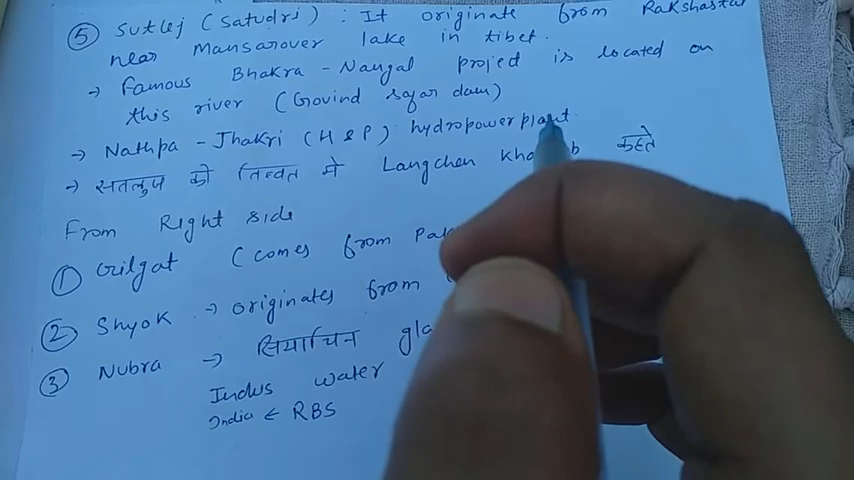 ⑤ Sutlej (Satudri) : It originate from Rakshastal
near Mansarover lake in tibet.
→ Famous Bhakra - Nangal project is located on
this river (Govind sagar dam)
→ Nathpa - Jhakri (H&P) hydropower plant.
→ सतलुज को तिब्बत मे Langchen कहते
From Right side
① Gilgat (comes from Pak
② Shyok → originates from
③ Nubra → सियाचिन gla
Indus water
India ← RBS